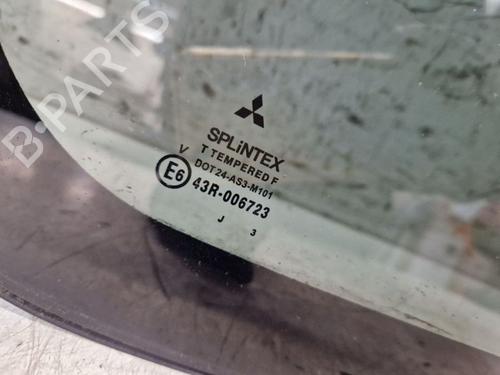 B-PARTS
SPLiNTEX
T TEMPERED F
V DOT24-AS3-M101
E6 43R-006723
J 3